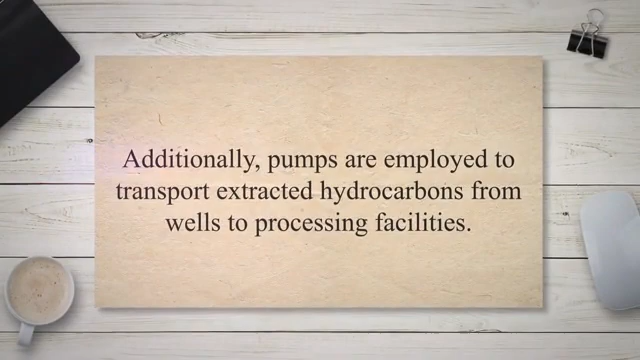 Additionally, pumps are employed to
transport extracted hydrocarbons from
wells to processing facilities.